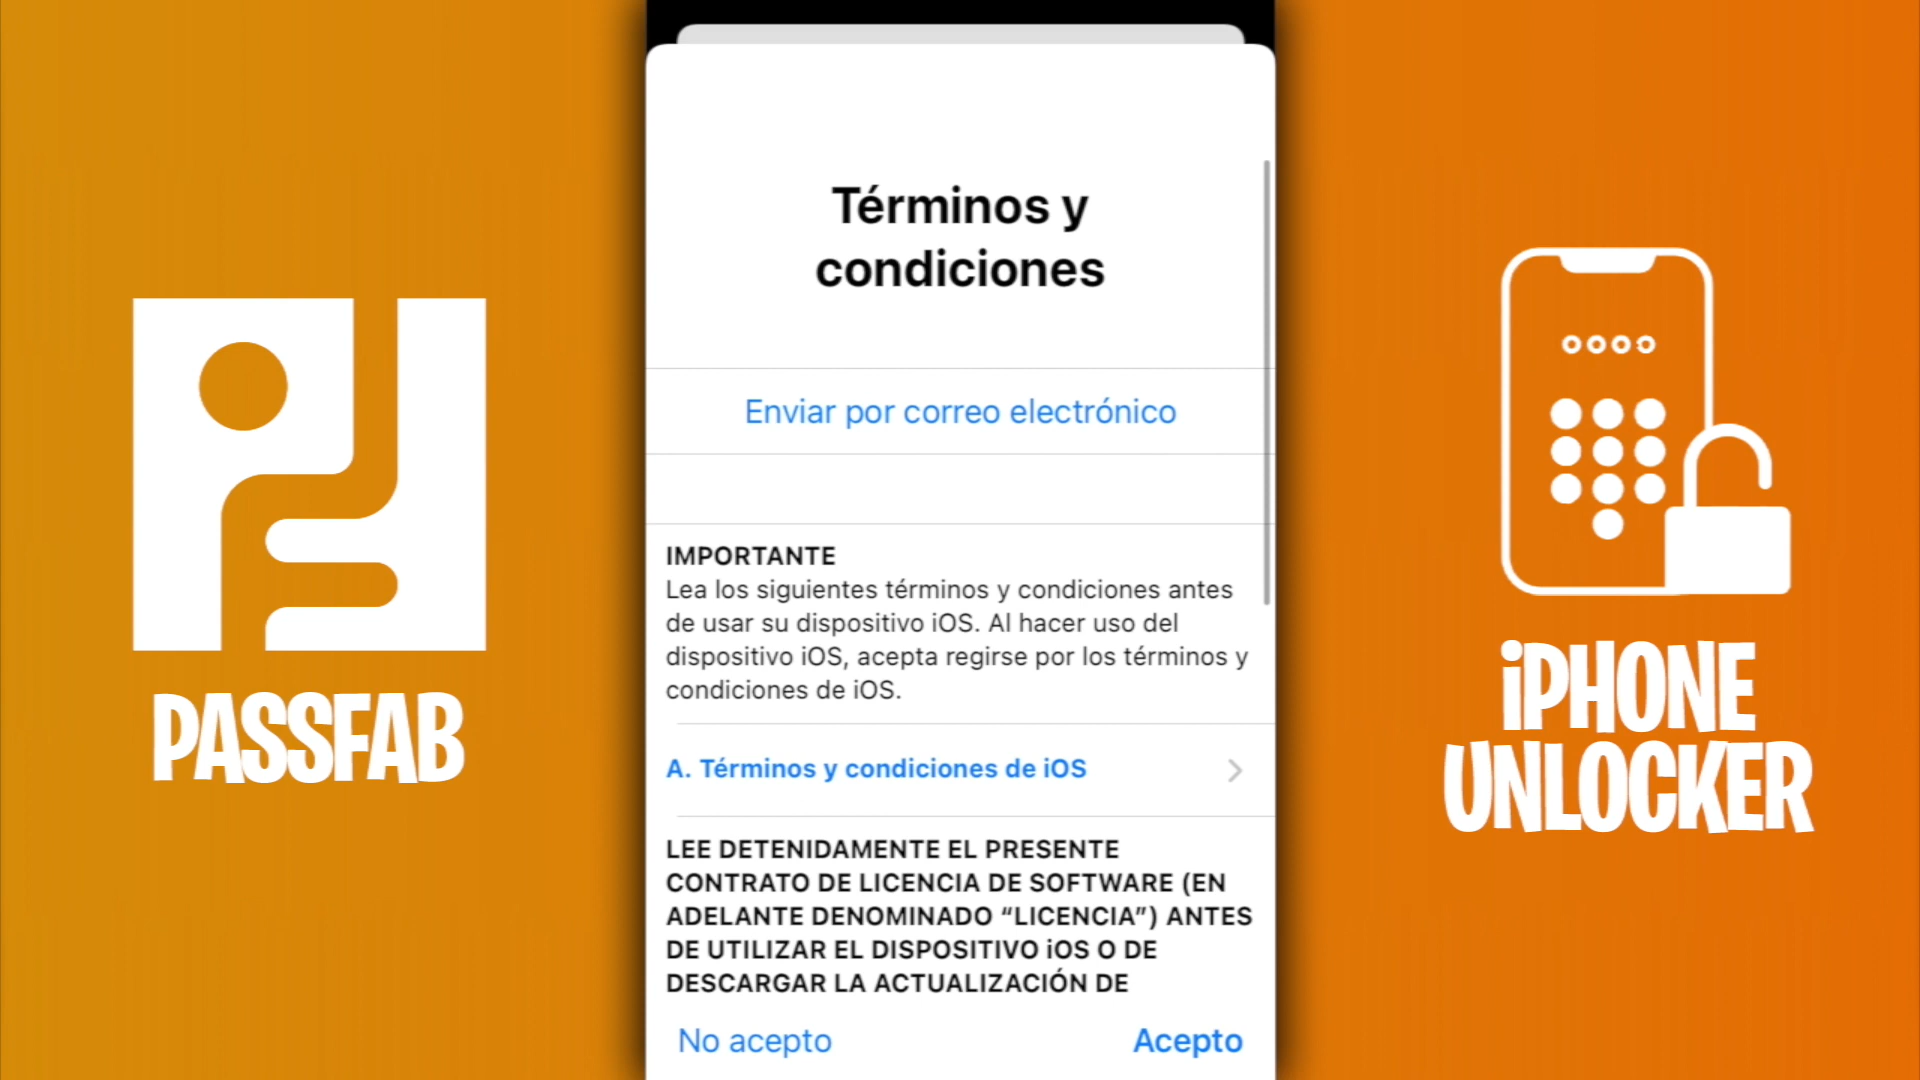 PASSFAB
Términos y
condiciones
Enviar por correo electrónico
IMPORTANTE
Lea los siguientes términos y condiciones antes
de usar su dispositivo iOS. Al hacer uso del
dispositivo iOS, acepta regirse por los términos y
condiciones de iOS.
A. Términos y condiciones de iOS
LEE DETENIDAMENTE EL PRESENTE
CONTRATO DE LICENCIA DE SOFTWARE (EN
ADELANTE DENOMINADO “LICENCIA”) ANTES
DE UTILIZAR EL DISPOSITIVO iOS O DE
DESCARGAR LA ACTUALIZACIÓN DE
No acepto
Acepto
iPHONE
UNLOCKER